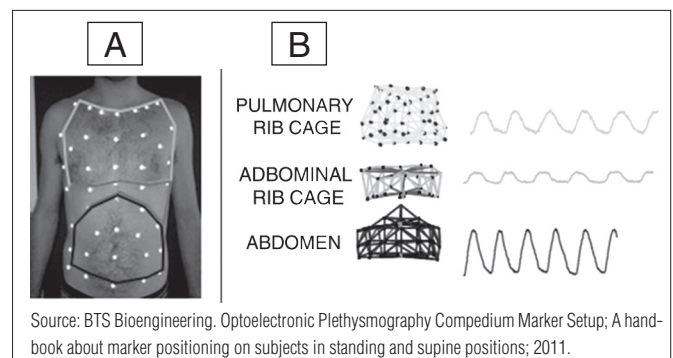 A
B
PULMONARY
RIB CAGE
ADBOMINAL
RIB CAGE
ABDOMEN
Source: BTS Bioengineering. Optoelectronic Plethysmography Compedium Marker Setup; A hand-
book about marker positioning on subjects in standing and supine positions; 2011.